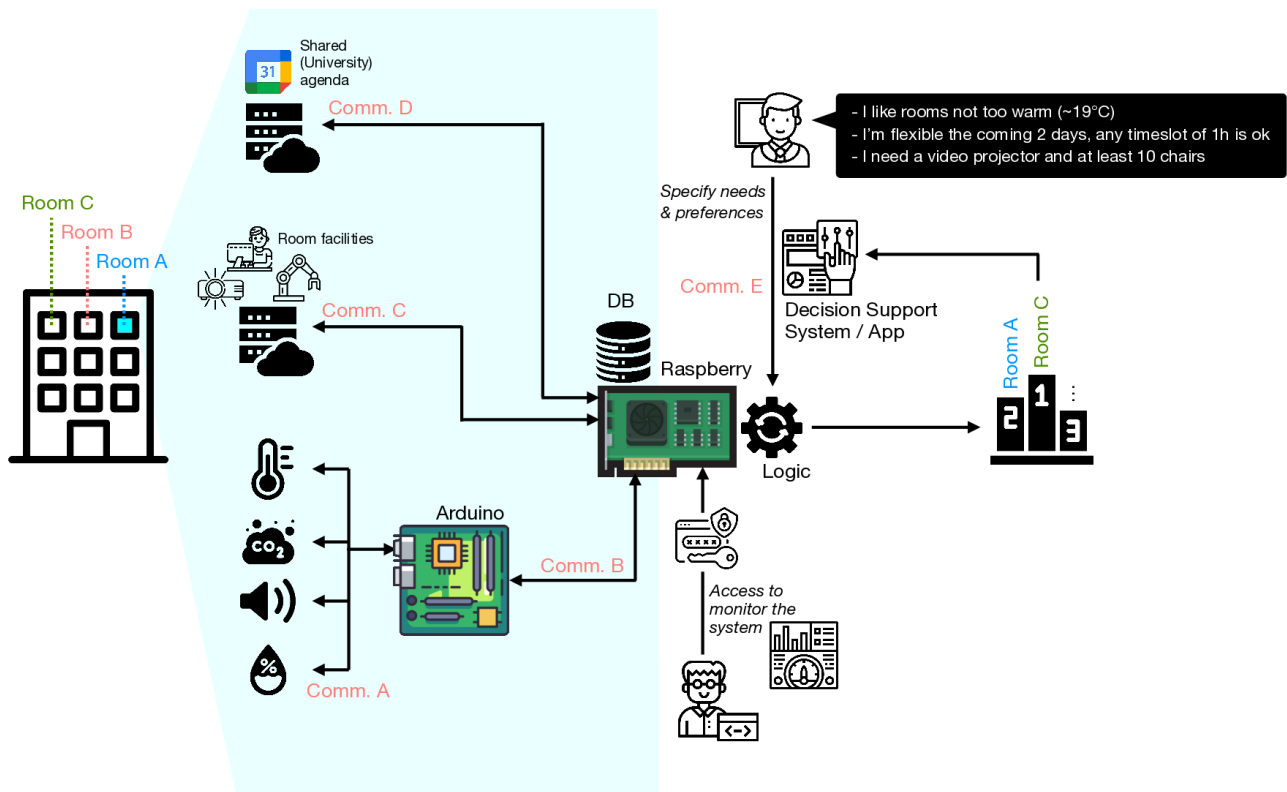 Shared
(University)
agenda
31
Comm. D
- I like rooms not too warm (~19°C)
- I'm flexible the coming 2 days, any timeslot of 1h is ok
- I need a video projector and at least 10 chairs
Specify needs
& preferences
Room C
Room B
Room A
Room facilities
Comm. C
Comm. E
DB
Decision Support
System / App
Raspberry
Room A
Room C
...
2
1
3
Logic
Arduino
CO2
Comm. B
%
Comm. A
xxxx
Access to
monitor the
system
<->